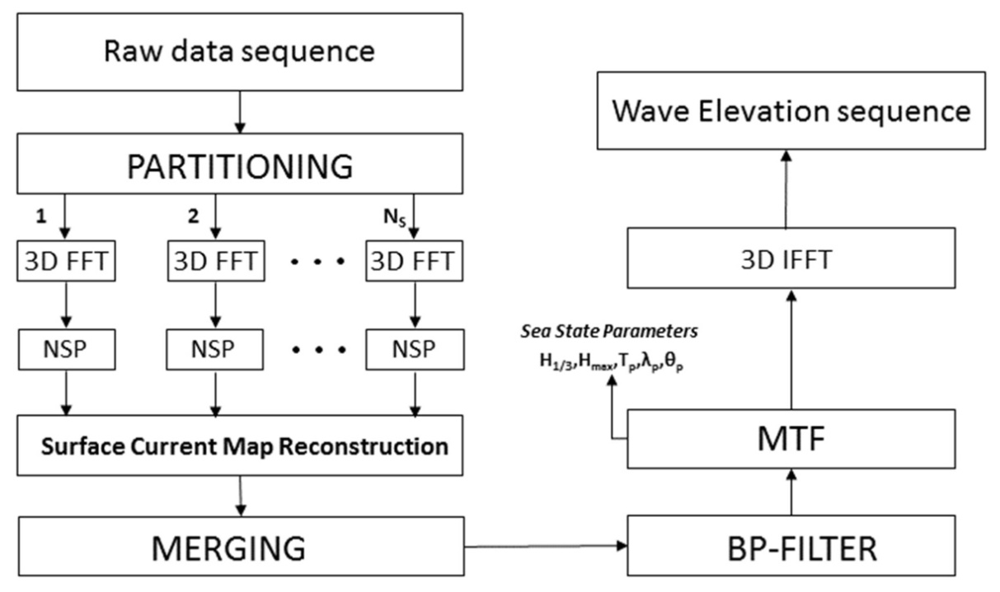 Raw data sequence
PARTITIONING
1 2 Ns
3D FFT 3D FFT • • • 3D FFT
NSP NSP • • • NSP
Surface Current Map Reconstruction
MERGING
BP-FILTER
MTF
Sea State Parameters
H1/3,Hmax,Tp,λp,θp
3D IFFT
Wave Elevation sequence